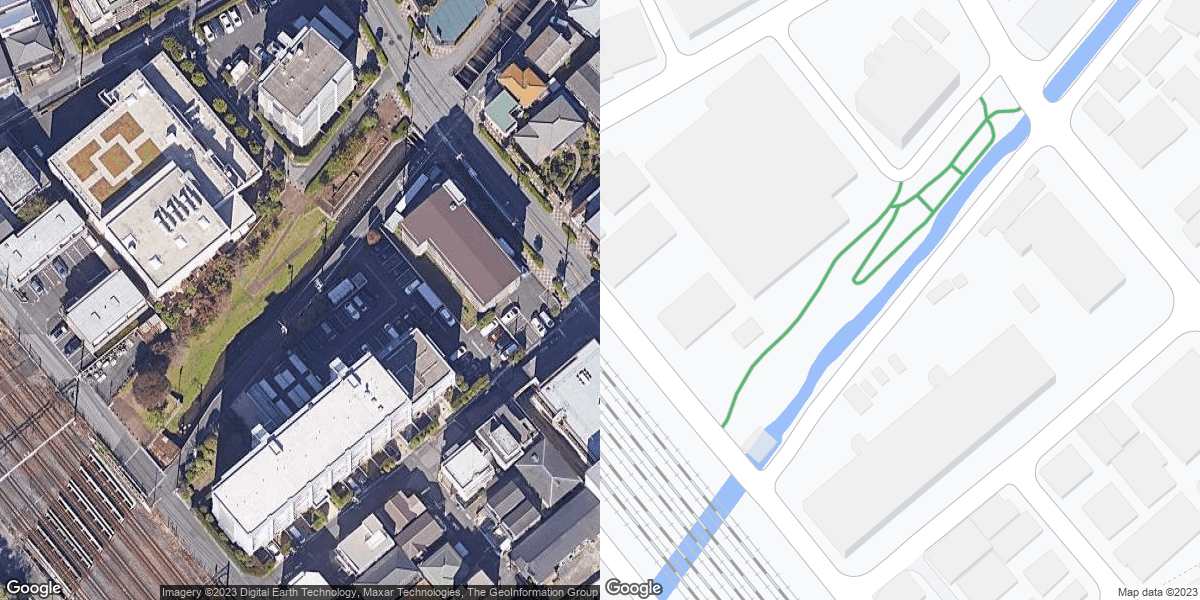 Google
Imagery ©2023 Digital Earth Technology, Maxar Technologies, The GeoInformation Group
Google
Map data ©2023